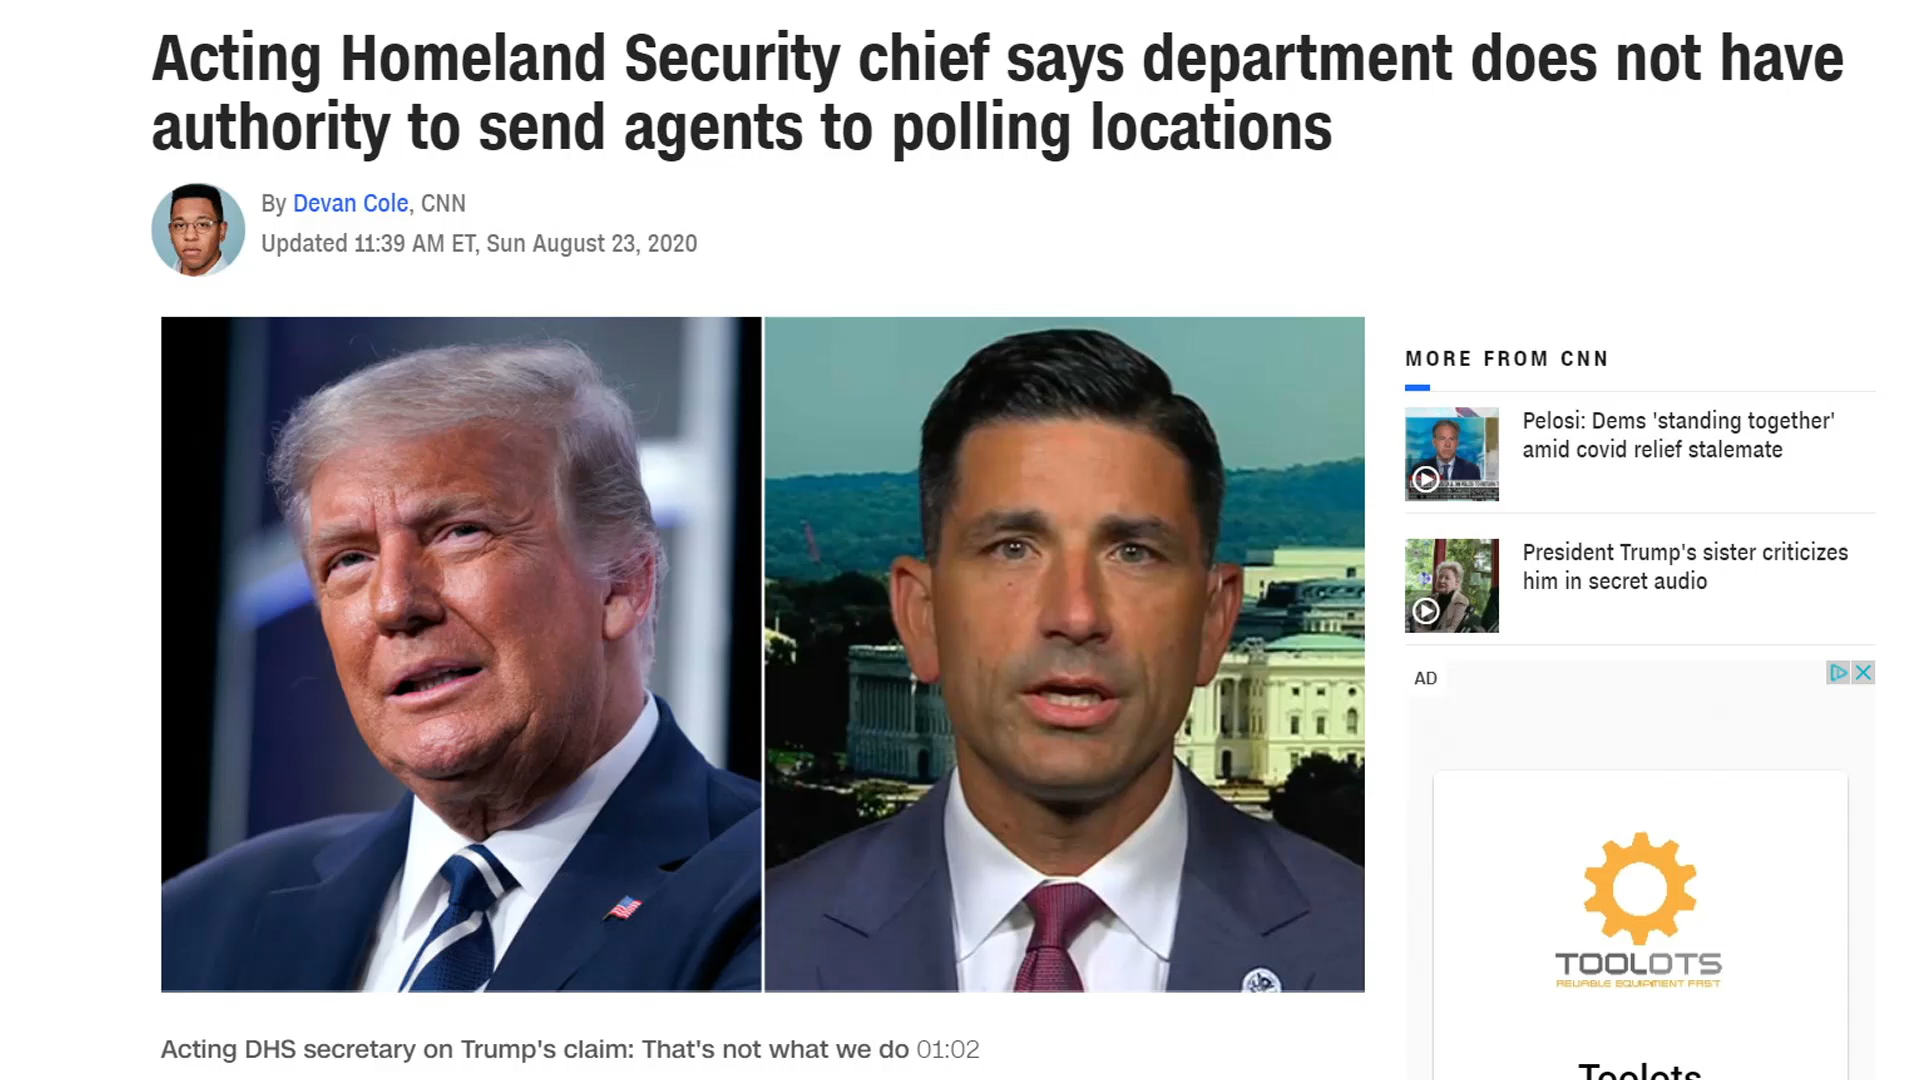 Acting Homeland Security chief says department does not have
authority to send agents to polling locations
By Devan Cole, CNN
Updated 11:39 AM ET, Sun August 23, 2020
Acting DHS secretary on Trump's claim: That's not what we do 01:02
MORE FROM CNN
Pelosi: Dems 'standing together'
amid covid relief stalemate
President Trump's sister criticizes
him in secret audio
AD
TOOLOTS
RELIABLE EQUIPMENT FAST
Toolots